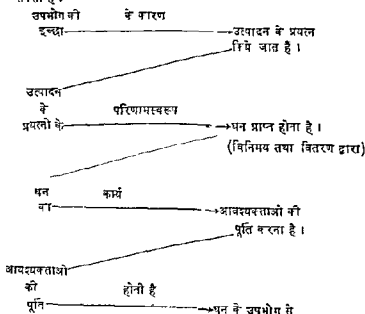 उपभोग की के कारण
इच्छा उत्पादन के प्रयत्न
किये जाते है ।
उत्पादन
के परिणामस्वरूप
प्रयत्नो के धन प्राप्त होता है ।
(विनिमय तथा वितरण द्वारा)
धन कार्य
का आवश्यकताओ की
पूर्ति करना है ।
आवश्यकताओ
की होती है
पूर्ति धन के उपभोग से